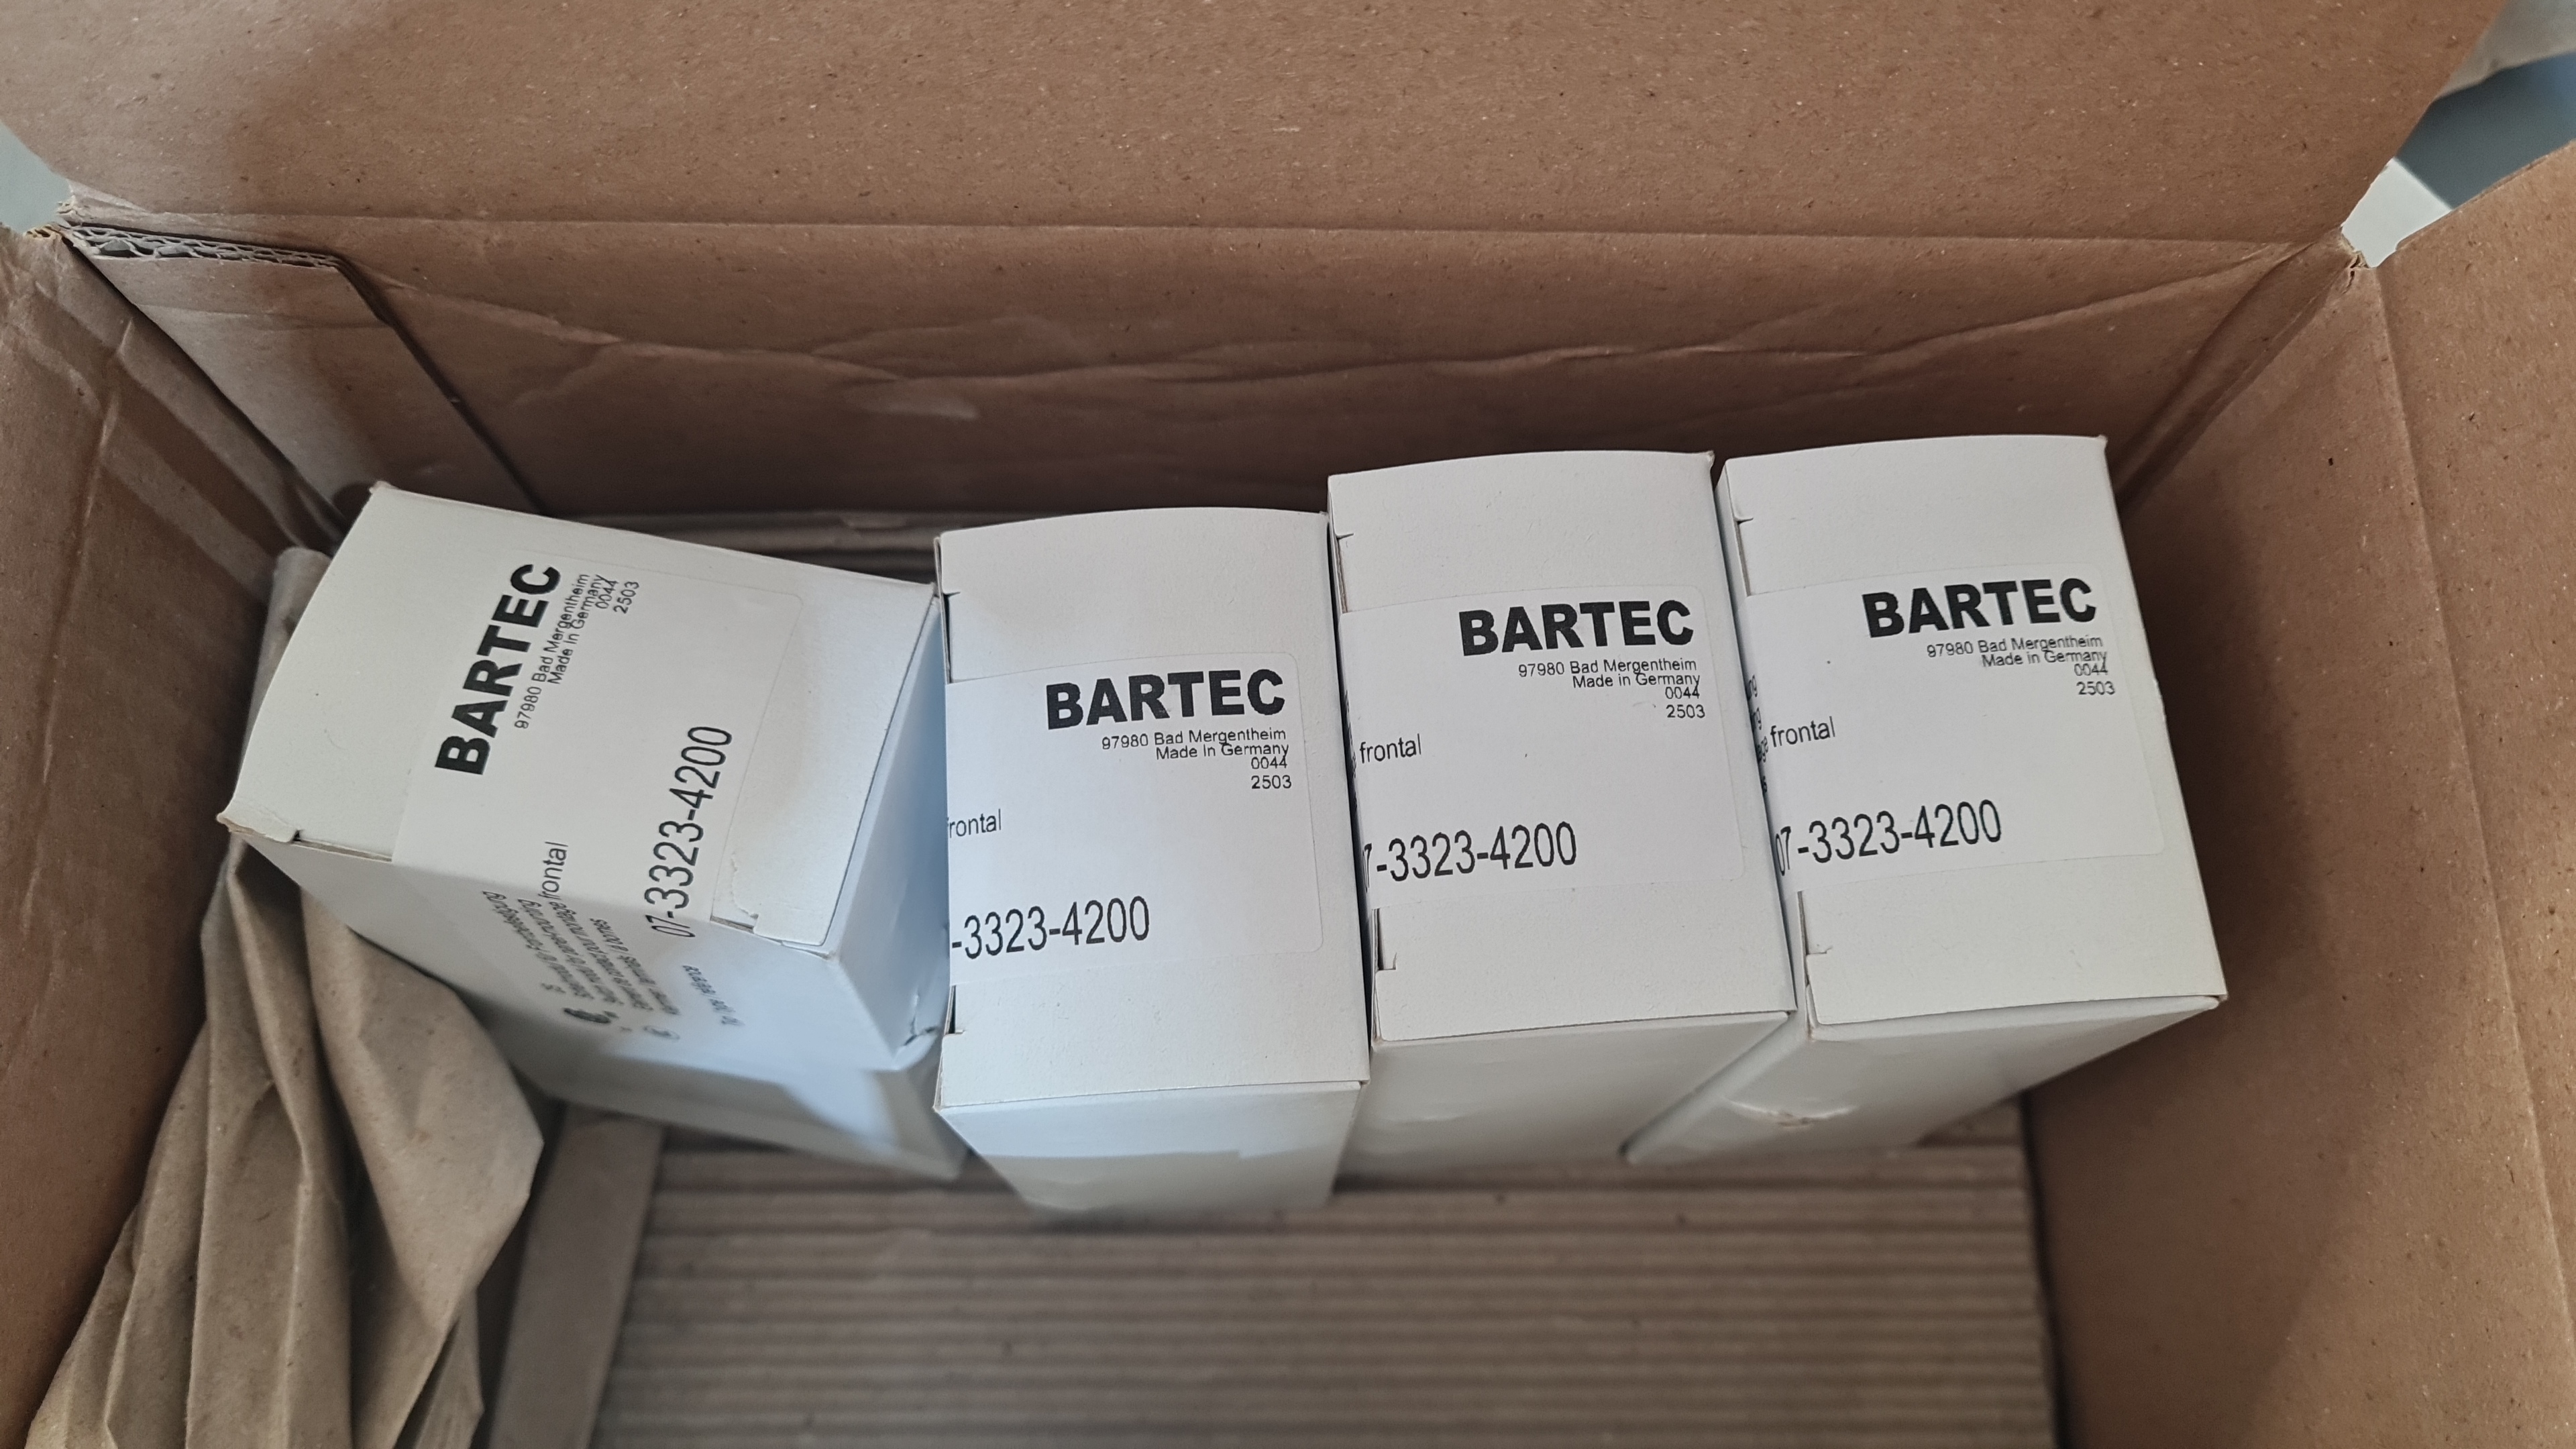 BARTEC
97980 Bad Mergentheim
Made in Germany
0044
2503
frontal
07-3323-4200
BARTEC
97980 Bad Mergentheim
Made In Germany
0044
2503
frontal
-3323-4200
BARTEC
97980 Bad Mergentheim
Made in Germany
0044
2503
frontal
07-3323-4200
BARTEC
97980 Bad Mergentheim
Made in Germany
0044
2503
frontal
07-3323-4200